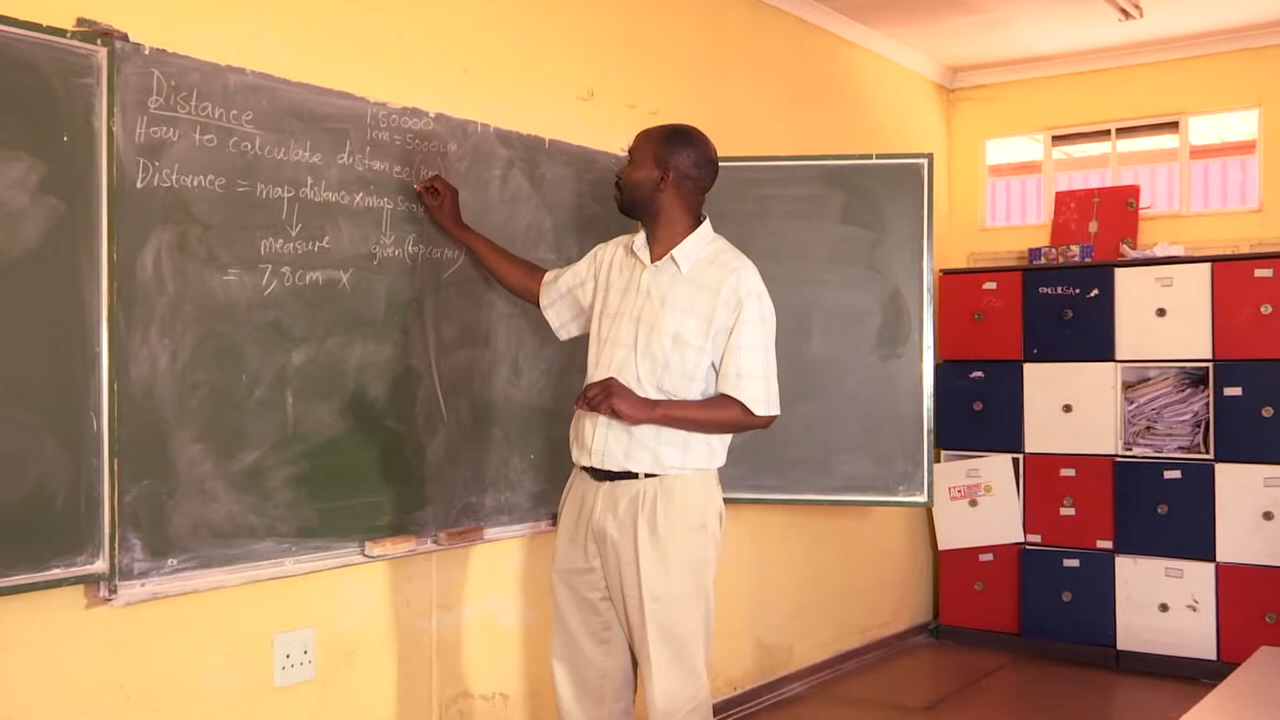 Distance
1:50000
1cm = 5000cm
How to calculate distance (km)
Distance = map distance x map scale
measure
given (top corner)
= 7,8cm x
ACT